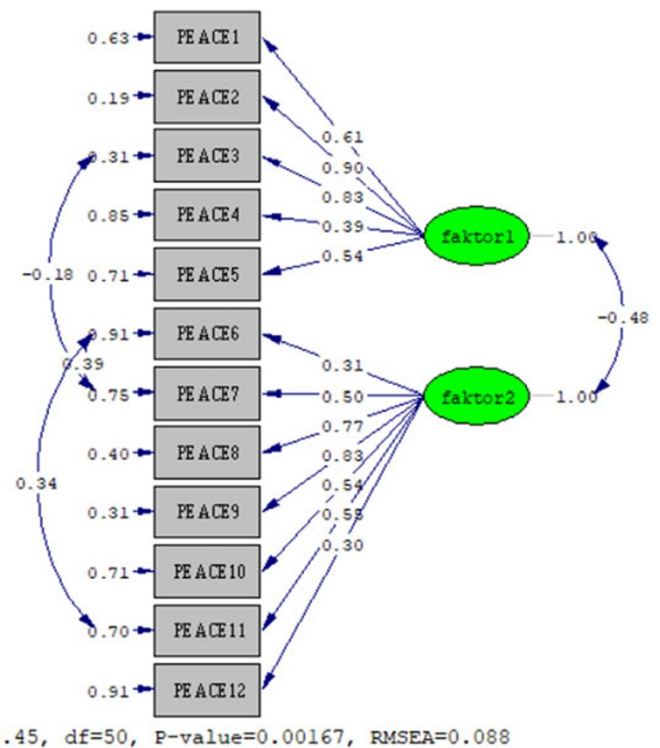 0.63 PEACE1
0.61
0.19 PEACE2
0.90
0.31 PEACE3
0.83
0.85 PEACE4
0.39
faktor1 1.00
-0.18 0.71 PEACE5
0.54
-0.48
0.91 PEACE6
0.39
0.31
0.75 PEACE7
0.50
faktor2 1.00
0.40 PEACE8
0.77
0.34
0.83
0.31 PEACE9
0.54
0.55
0.71 PEACE10
0.30
0.70 PEACE11
0.91 PEACE12
.45, df=50, P-value=0.00167, RMSEA=0.088